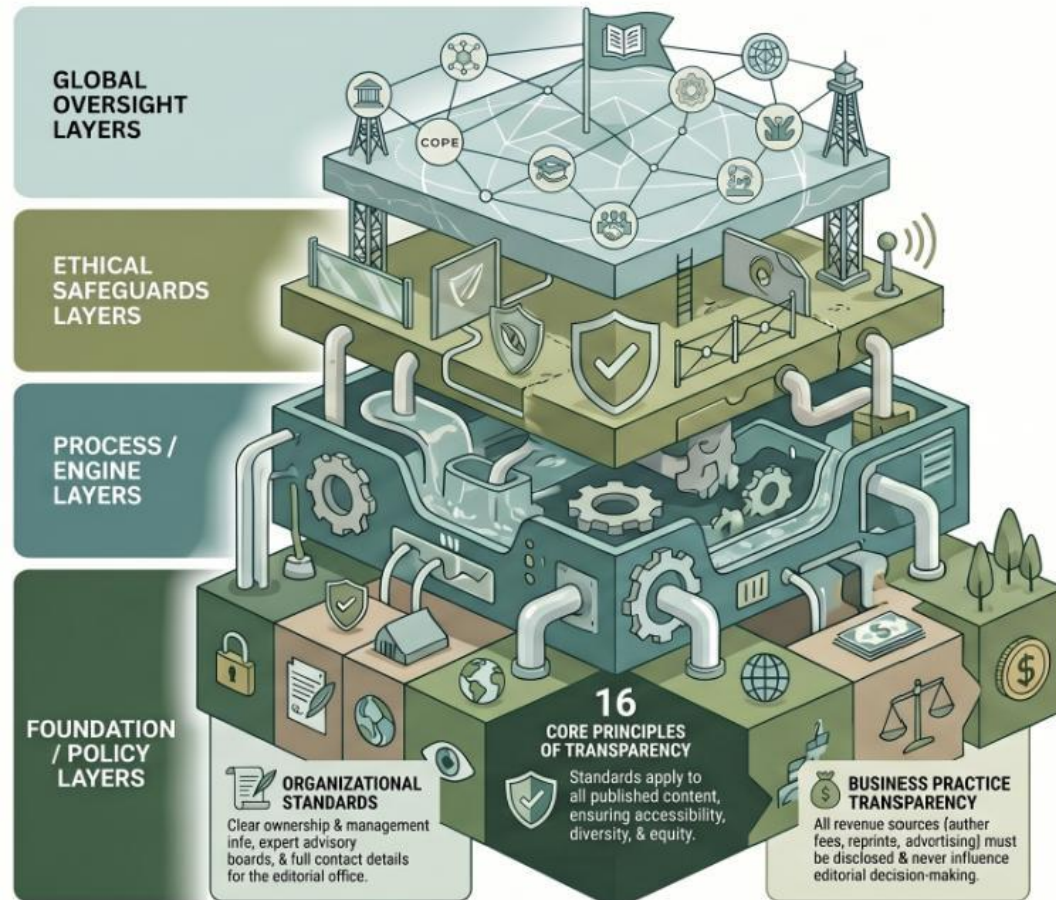 GLOBAL
OVERSIGHT
LAYERS
COPE
ETHICAL
SAFEGUARDS
LAYERS
PROCESS /
ENGINE
LAYERS
FOUNDATION
/ POLICY
LAYERS
ORGANIZATIONAL
STANDARDS
Clear ownership & management
infe, expert advisory
boards, & full contact details
for the editorial office.
16
CORE PRINCIPLES
OF TRANSPARENCY
Standards apply to
all published content,
ensuring accessibility,
diversity, & equity.
BUSINESS PRACTICE
TRANSPARENCY
All revenue sources (auther
fees, reprints, advertising) must
be disclosed & never influence
editorial decision-making.
$
$
$